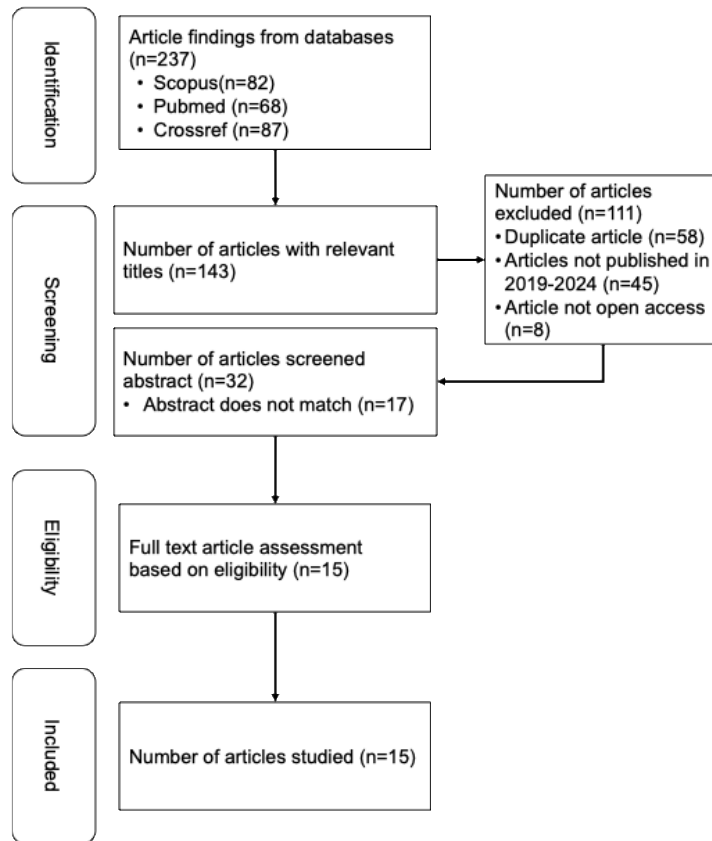 Identification
Article findings from databases
(n=237)
• Scopus(n=82)
• Pubmed (n=68)
• Crossref (n=87)
Screening
Number of articles with relevant
titles (n=143)
Number of articles
excluded (n=111)
• Duplicate article (n=58)
• Articles not published in
2019-2024 (n=45)
• Article not open access
(n=8)
Number of articles screened
abstract (n=32)
• Abstract does not match (n=17)
Eligibility
Full text article assessment
based on eligibility (n=15)
Included
Number of articles studied (n=15)